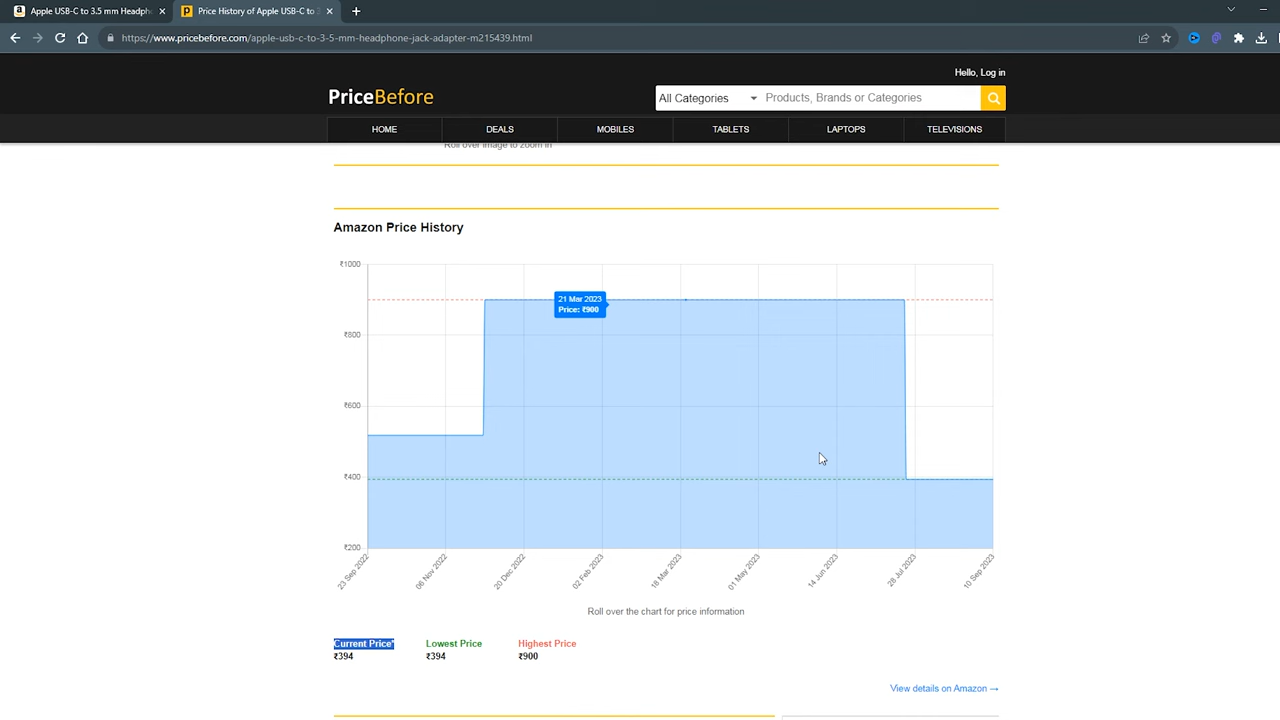 Apple USB-C to 3.5 mm Headph
Price History of Apple USB-C to 3
https://www.pricebefore.com/apple-usb-c-to-3-5-mm-headphone-jack-adapter-m215439.html
Hello, Log in
PriceBefore
All Categories
Products, Brands or Categories
HOME
DEALS
MOBILES
TABLETS
LAPTOPS
TELEVISIONS
Roll over image to zoom in
Amazon Price History
₹1000
21 Mar 2023
Price: ₹900
₹800
₹600
₹400
₹200
23 Sep 2022
06 Nov 2022
20 Dec 2022
02 Feb 2023
18 Mar 2023
01 May 2023
14 Jun 2023
28 Jul 2023
10 Sep 2023
Roll over the chart for price information
Current Price*
Lowest Price
Highest Price
₹394
₹394
₹900
View details on Amazon →